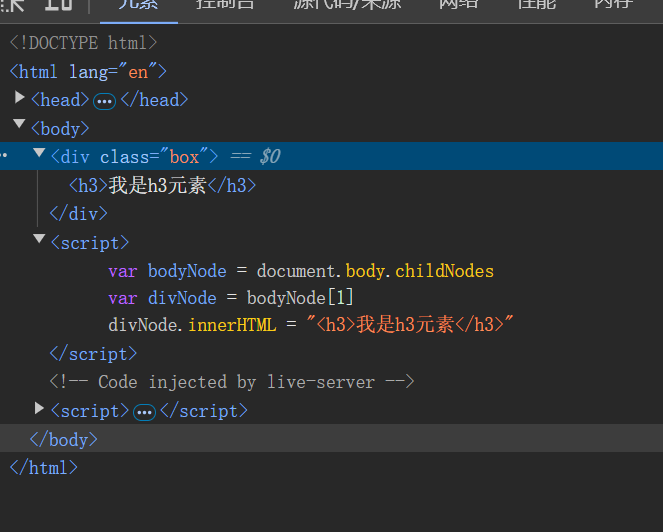 元素 控制台 源代码/来源 网络 性能 内存
<!DOCTYPE html>
<html lang="en">
<head> ••• </head>
<body>
<div class="box"> == $0
<h3>我是h3元素</h3>
</div>
<script>
var bodyNode = document.body.childNodes
var divNode = bodyNode[1]
divNode.innerHTML = "<h3>我是h3元素</h3>"
</script>
<!-- Code injected by live-server -->
<script> ••• </script>
</body>
</html>